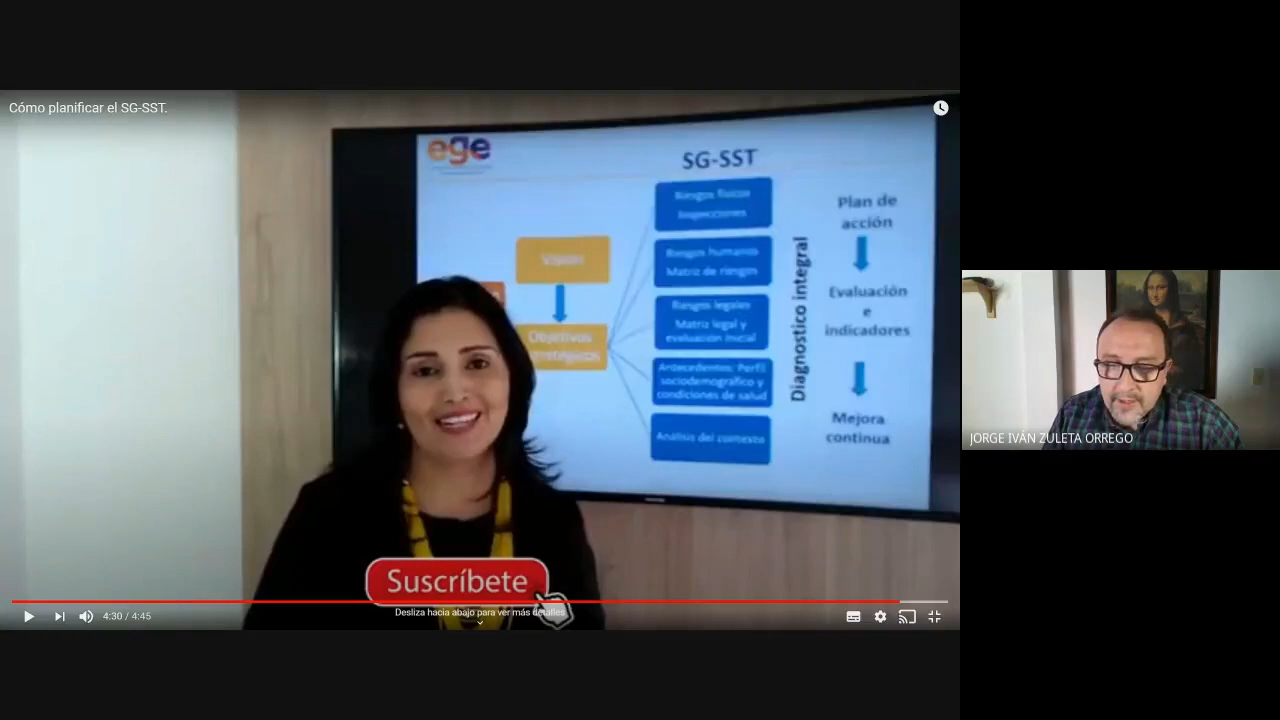 Cómo planificar el SG-SST.
ege
SG-SST
Riesgos físicos
Inspecciones
Plan de
acción
Visión
Riesgos humanos
Matriz de riesgos
Diagnostico integral
Evaluación
e
indicadores
Riesgos legales
Matriz legal y
evaluación inicial
Objetivos
Antecedentes: Perfil
sociodemográfico y
condiciones de salud
Mejora
continua
Análisis del contexto
JORGE IVÁN ZULETA ORREGO
Suscríbete
Desliza hacia abajo para ver más detalles
4:30 / 4:45